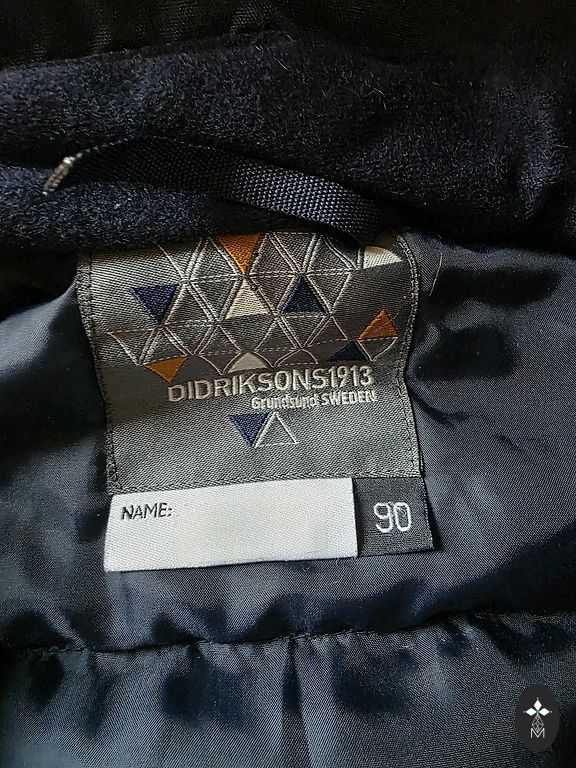 DIDRIKSONS1913
Grundsund SWEDEN
NAME:
90
M